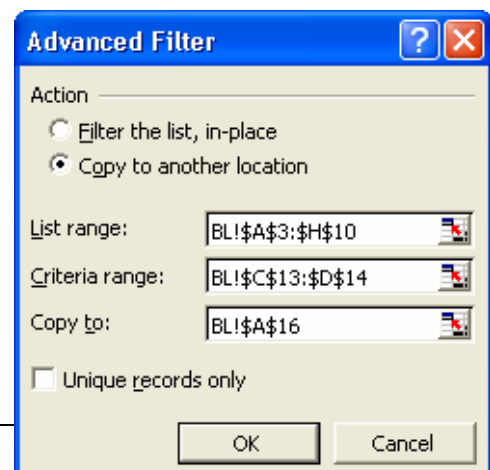 Advanced Filter
Action
Filter the list, in-place
Copy to another location
List range: BL!$A$3:$H$10
Criteria range: BL!$C$13:$D$14
Copy to: BL!$A$16
Unique records only
OK Cancel